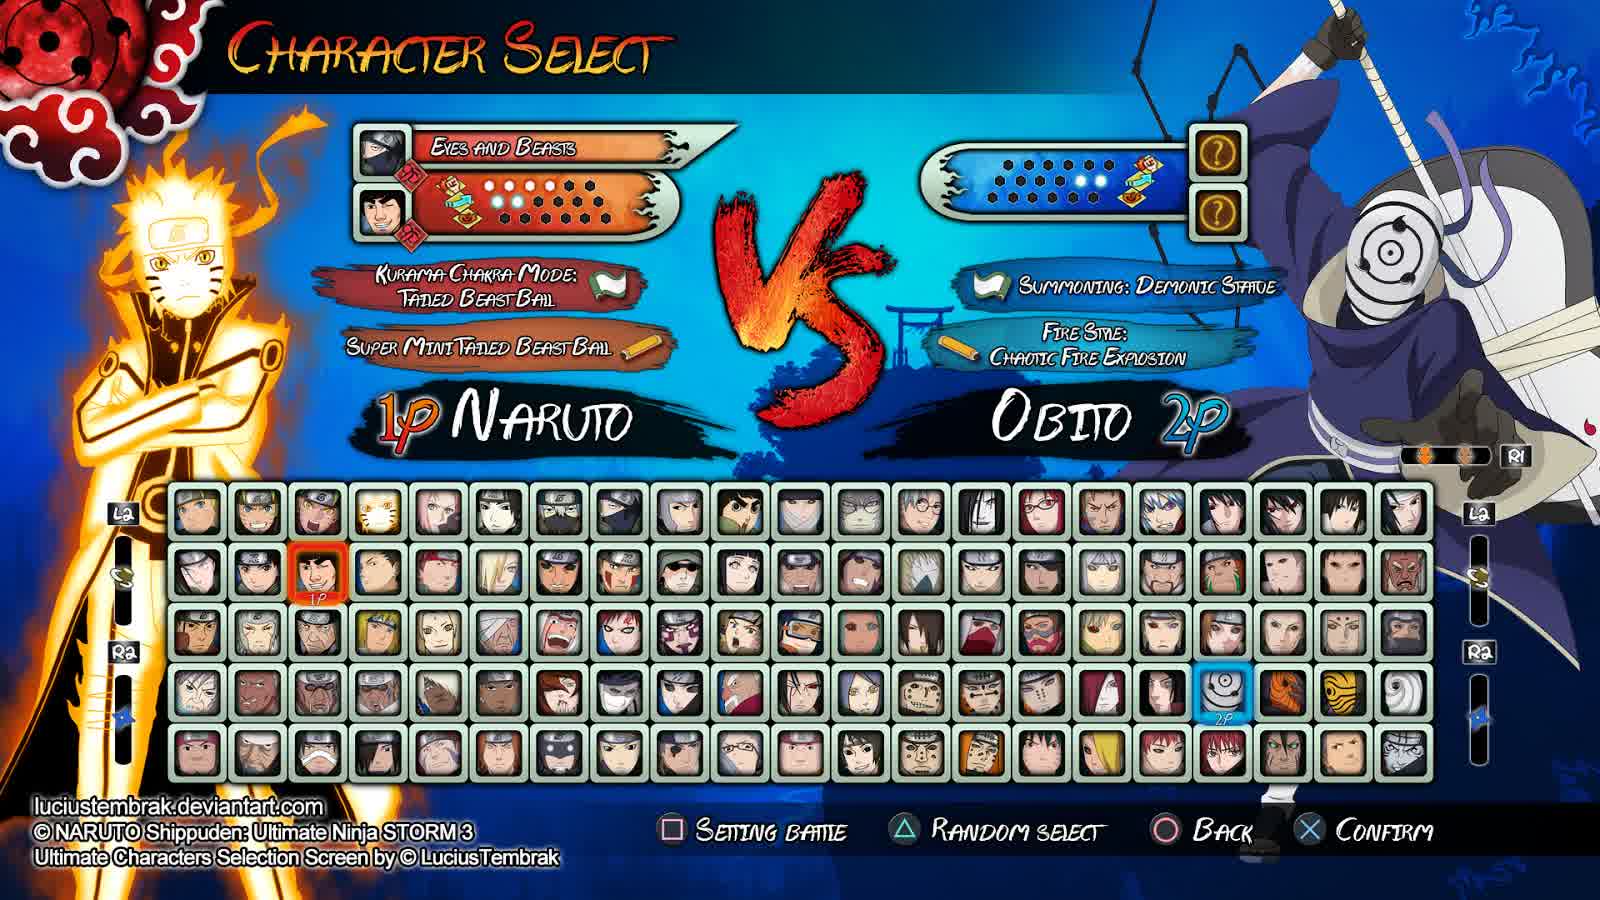 CHARACTER SELECT
EYES AND BEASTS
KURAMA CHAKRA MODE:
TAILED BEAST BALL
SUPER MINI TAILED BEAST BALL
1P NARUTO
VS
SUMMONING: DEMONIC STATUE
FIRE STYLE:
CHAOTIC FIRE EXPLOSION
OBITO 2P
? 
?
R1
L2
L2
1P
R2
R2
2P
luciustembrak.deviantart.com
© NARUTO Shippuden: Ultimate Ninja STORM 3
Ultimate Characters Selection Screen by © LuciusTembrak
SETTING BATTLE
RANDOM SELECT
BACK
CONFIRM